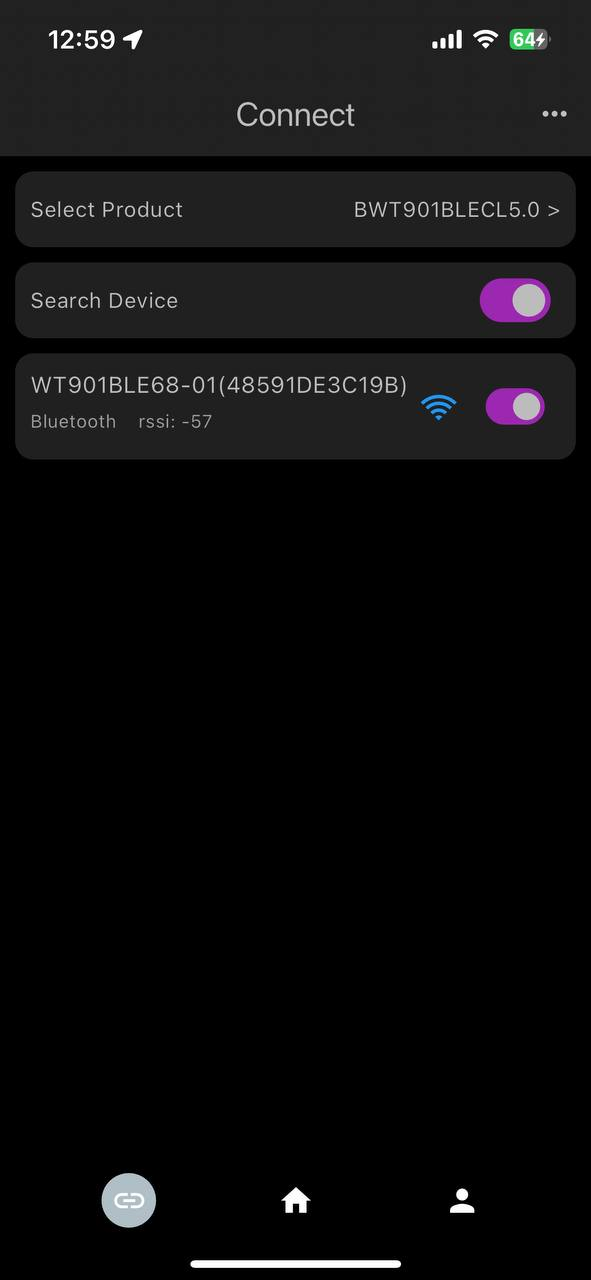 12:59
64
Connect
Select Product BWT901BLECL5.0 >
Search Device
WT901BLE68-01(48591DE3C19B)
Bluetooth rssi: -57